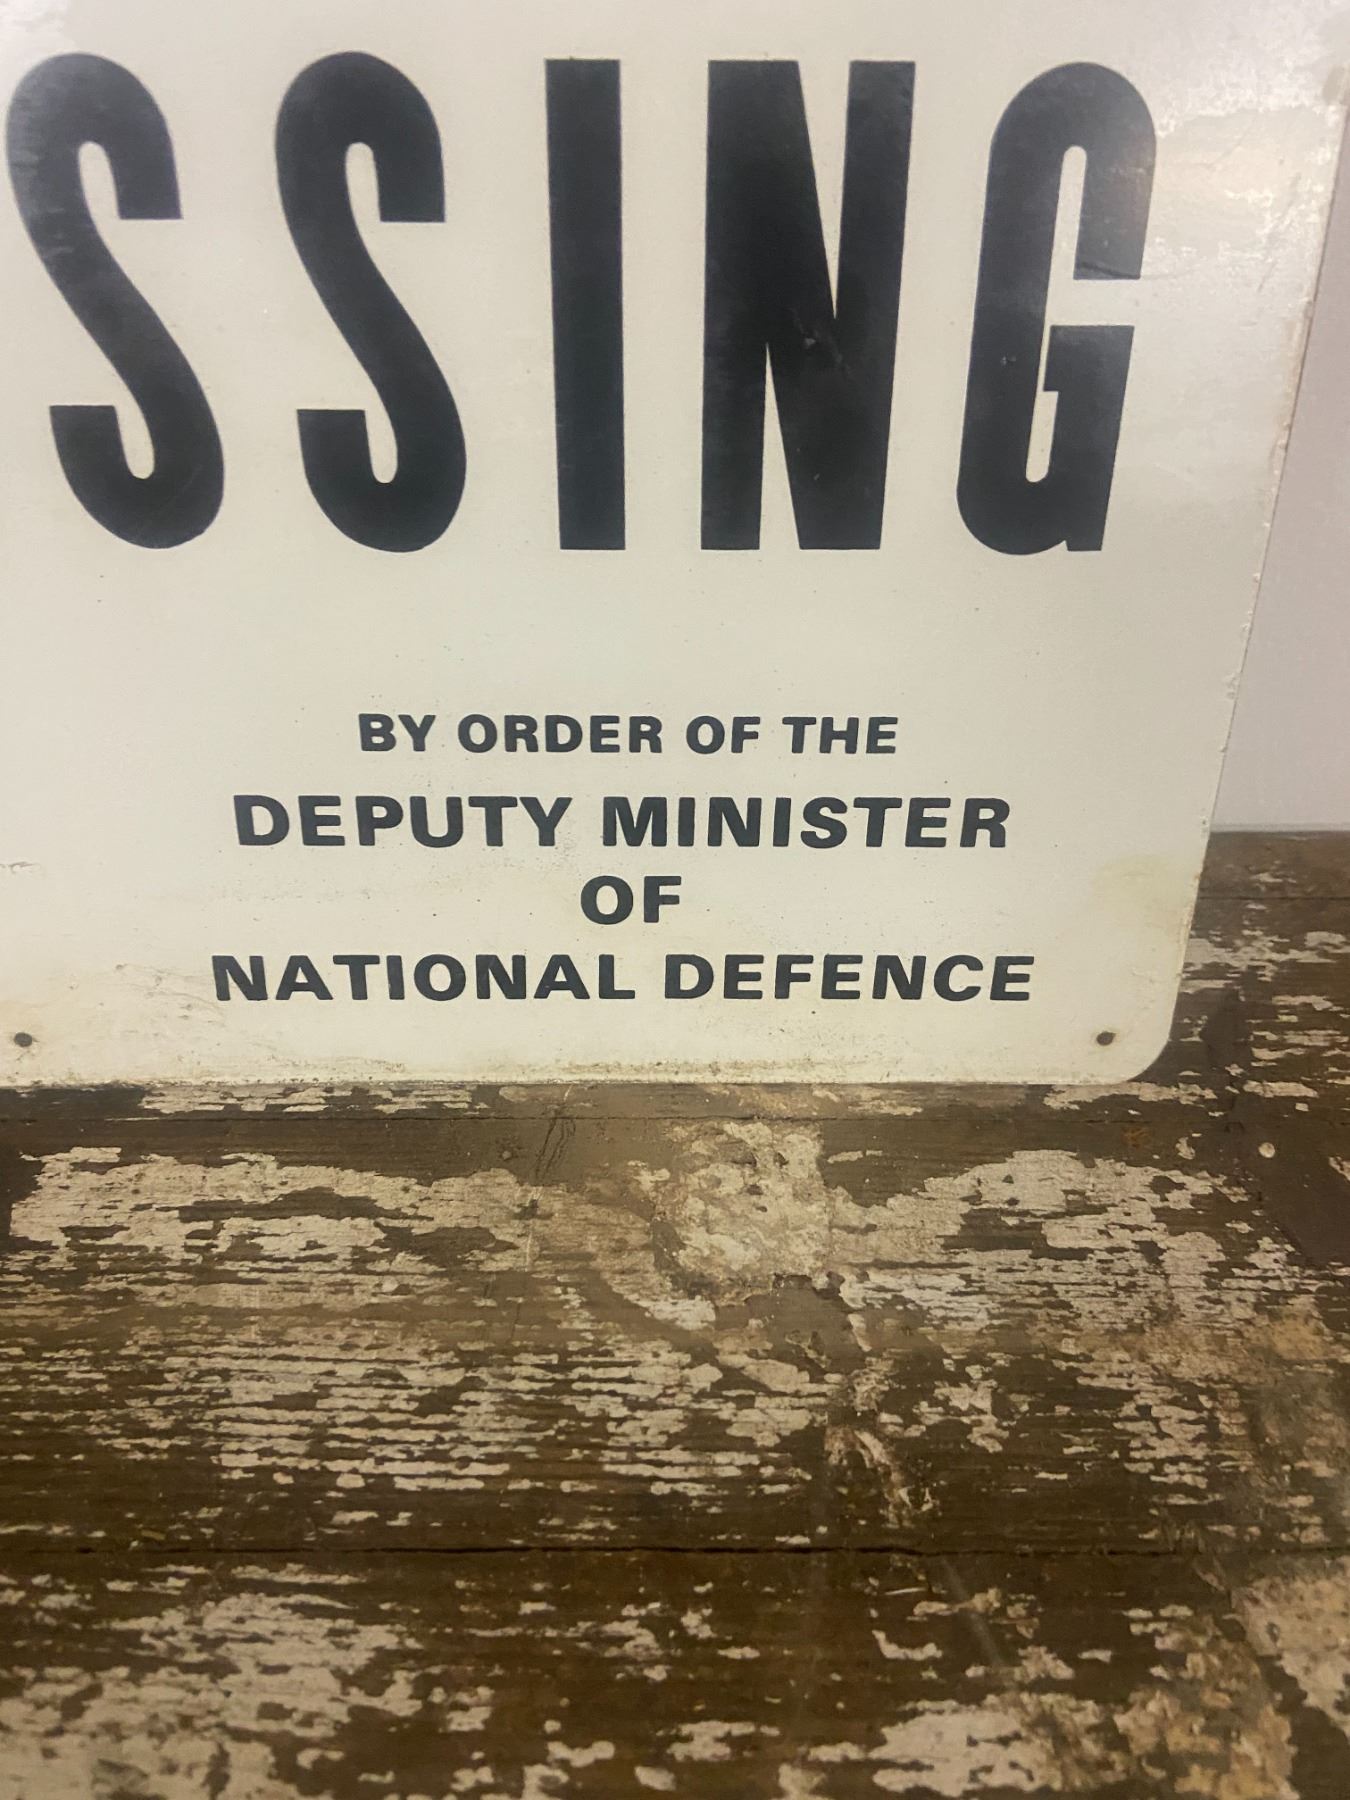 SSING
BY ORDER OF THE
DEPUTY MINISTER
OF
NATIONAL DEFENCE